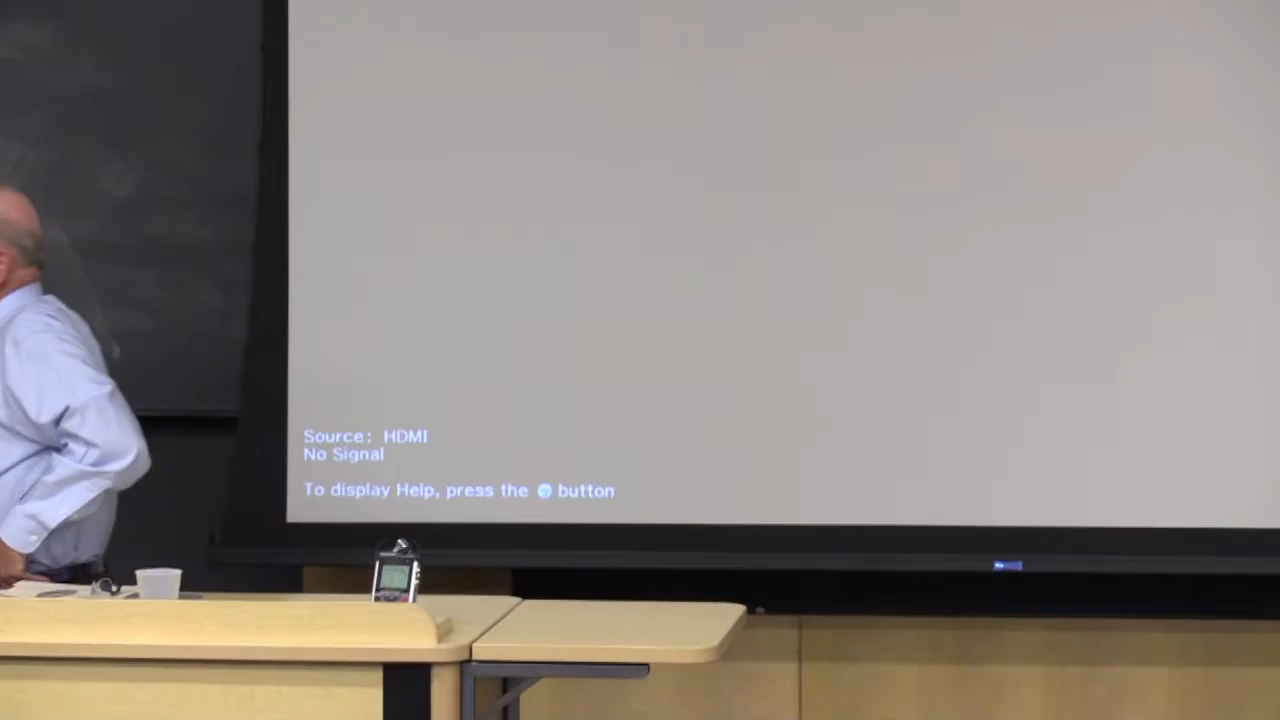 Source: HDMI
No Signal
To display Help, press the button